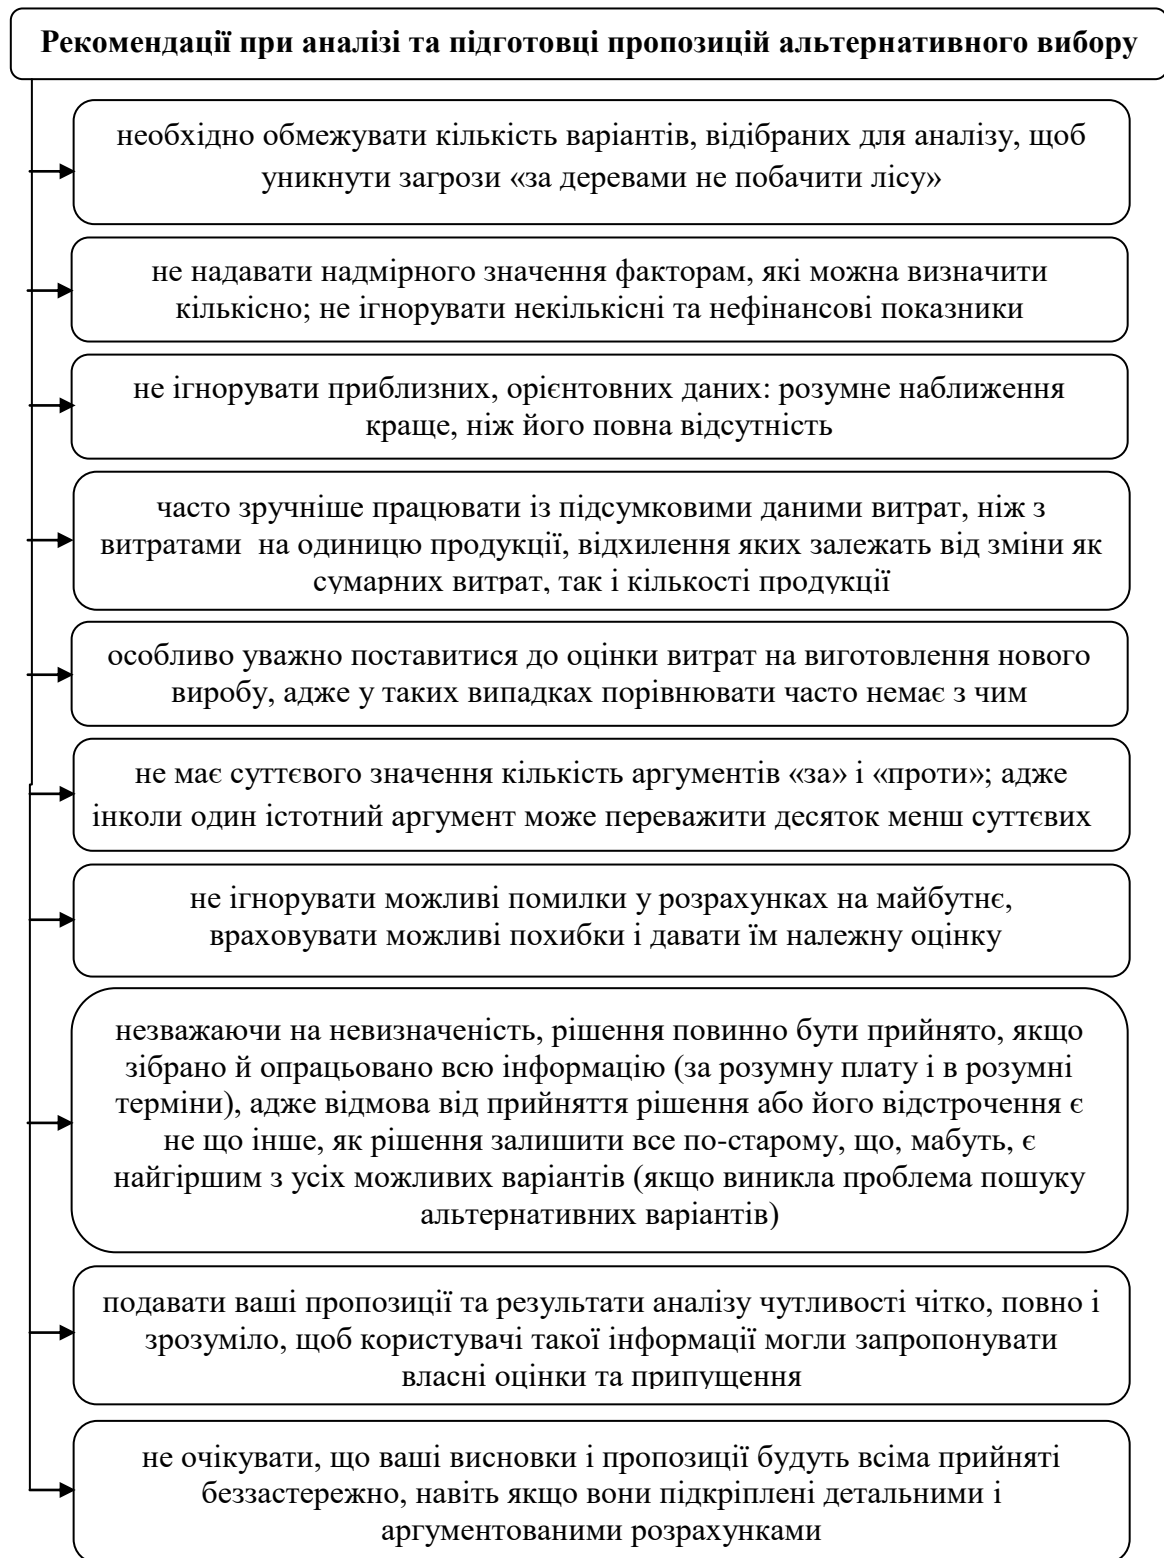 Рекомендації при аналізі та підготовці пропозицій альтернативного вибору
необхідно обмежувати кількість варіантів, відібраних для аналізу, щоб
уникнути загрози «за деревами не побачити лісу»
не надавати надмірного значення факторам, які можна визначити
кількісно; не ігнорувати некількісні та нефінансові показники
не ігнорувати приблизних, орієнтовних даних: розумне наближення
краще, ніж його повна відсутність
часто зручніше працювати із підсумковими даними витрат, ніж з
витратами на одиницю продукції, відхилення яких залежать від зміни як
сумарних витрат, так і кількості продукції
особливо уважно поставитися до оцінки витрат на виготовлення нового
виробу, адже у таких випадках порівнювати часто немає з чим
не має суттєвого значення кількість аргументів «за» і «проти»; адже
інколи один істотний аргумент може переважити десяток менш суттєвих
не ігнорувати можливі помилки у розрахунках на майбутнє,
враховувати можливі похибки і давати їм належну оцінку
незважаючи на невизначеність, рішення повинно бути прийнято, якщо
зібрано й опрацьовано всю інформацію (за розумну плату і в розумні
терміни), адже відмова від прийняття рішення або його відстрочення є
не що інше, як рішення залишити все по-старому, що, мабуть, є
найгіршим з усіх можливих варіантів (якщо виникла проблема пошуку
альтернативних варіантів)
подавати ваші пропозиції та результати аналізу чутливості чітко, повно і
зрозуміло, щоб користувачі такої інформації могли запропонувати
власні оцінки та припущення
не очікувати, що ваші висновки і пропозиції будуть всіма прийняті
беззастережно, навіть якщо вони підкріплені детальними і
аргументованими розрахунками